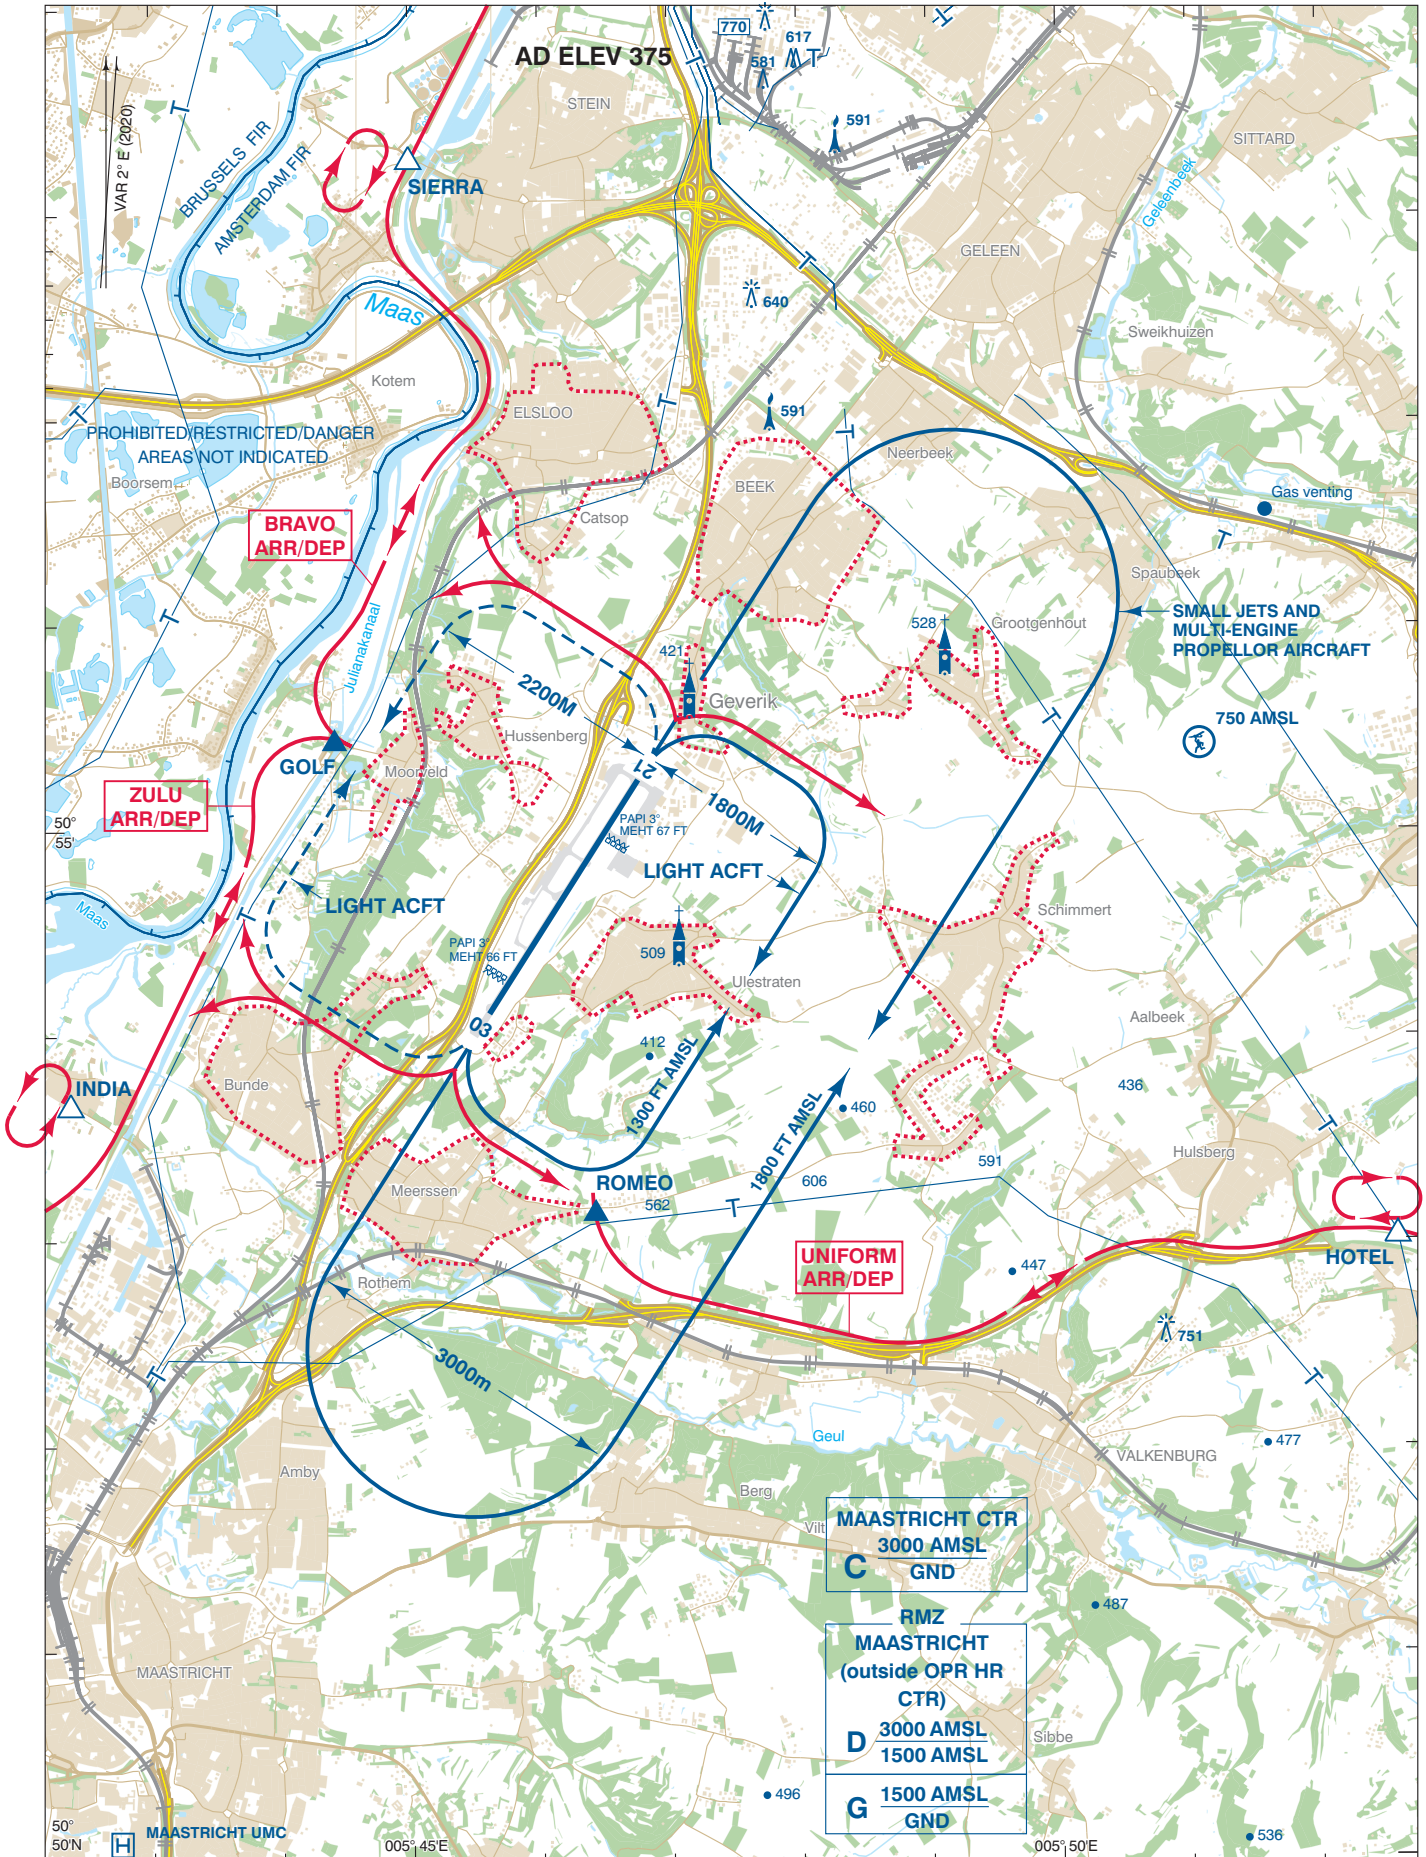 770
617
AD ELEV 375
581
STEIN
VAR 2° E (2020)
591
SITTARD
BRUSSELS FIR
AMSTERDAM FIR
SIERRA
Geleenbeek
GELEEN
640
Maas
Sweikhuizen
Kotem
ELSLOO
591
PROHIBITED/RESTRICTED/DANGER
AREAS NOT INDICATED
Neerbeek
Boorsem
BEEK
Gas venting
BRAVO
ARR/DEP
Catsop
Spaubeek
SMALL JETS AND
MULTI-ENGINE
PROPELLOR AIRCRAFT
528
Grootgenhout
Julianakanaal
421
2200M
Geverik
750 AMSL
Hussenberg
GOLF
Moorveld
21
ZULU
ARR/DEP
1800M
50°
55'
PAPI 3°
MEHT 67 FT
LIGHT ACFT
LIGHT ACFT
Maas
Schimmert
PAPI 3°
MEHT 66 FT
509
Ulestraten
03
412
Aalbeek
1300 FT AMSL
INDIA
Bunde
436
460
1800 FT AMSL
Hulsberg
591
ROMEO
606
Meerssen
562
UNIFORM
ARR/DEP
HOTEL
447
Rothem
751
3000m
Geul
477
VALKENBURG
Amby
Berg
Vilt
MAASTRICHT CTR
C
3000 AMSL
GND
487
RMZ
MAASTRICHT
(outside OPR HR
CTR)
MAASTRICHT
Sibbe
D
3000 AMSL
1500 AMSL
496
G
1500 AMSL
GND
50°
50'N
H
MAASTRICHT UMC
005° 45'E
005° 50'E
536